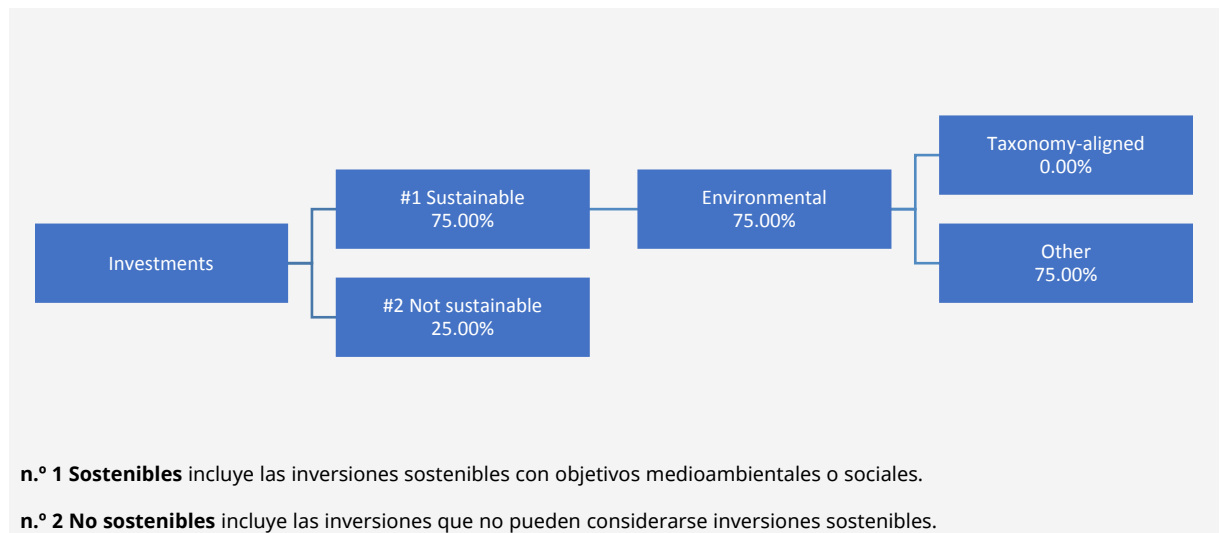 Investments
#1 Sustainable
75.00%
#2 Not sustainable
25.00%
Environmental
75.00%
Taxonomy-aligned
0.00%
Other
75.00%
n.º 1 Sostenibles incluye las inversiones sostenibles con objetivos medioambientales o sociales.
n.º 2 No sostenibles incluye las inversiones que no pueden considerarse inversiones sostenibles.